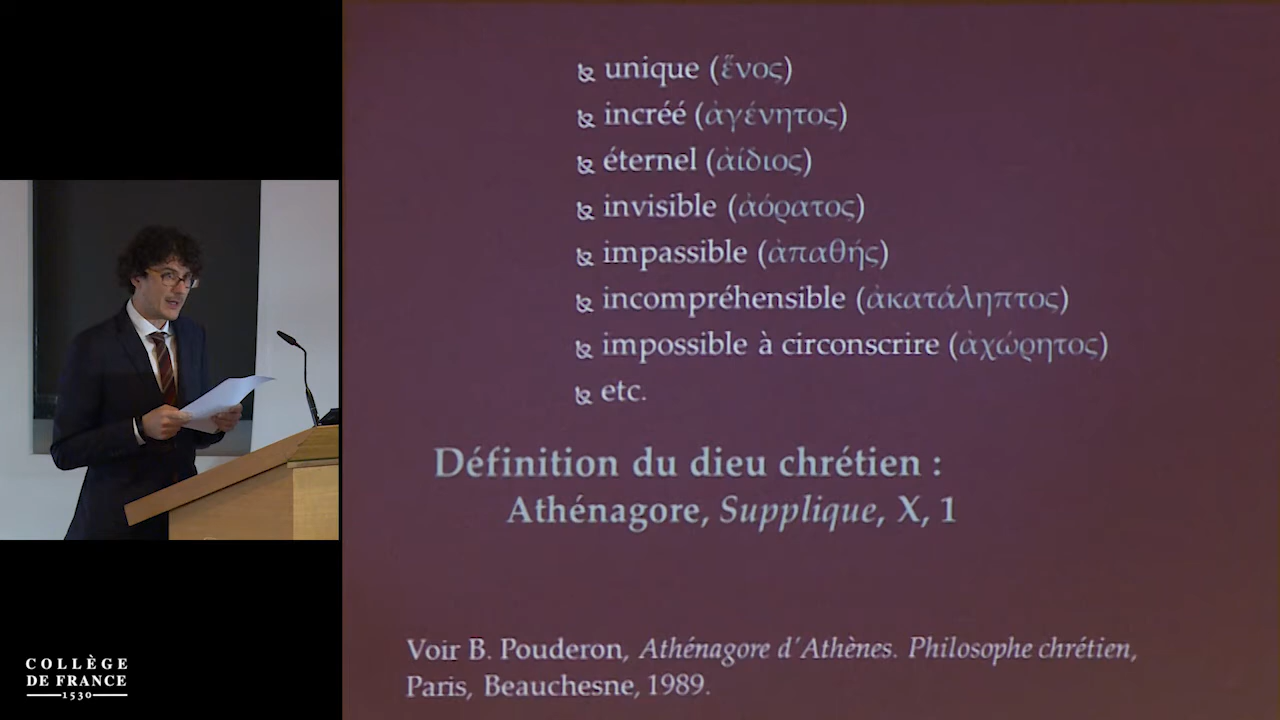 unique (ἕνος)
incréé (ἀγένητος)
éternel (ἀίδιος)
invisible (ἀόρατος)
impassible (ἀπαθής)
incompréhensible (ἀκατάληπτος)
impossible à circonscrire (ἀχώρητος)
etc.
Définition du dieu chrétien :
Athénagore, Supplique, X, 1
Voir B. Pouderon, Athénagore d'Athènes. Philosophe chrétien,
Paris, Beauchesne, 1989.
COLLÈGE
DE FRANCE
1530